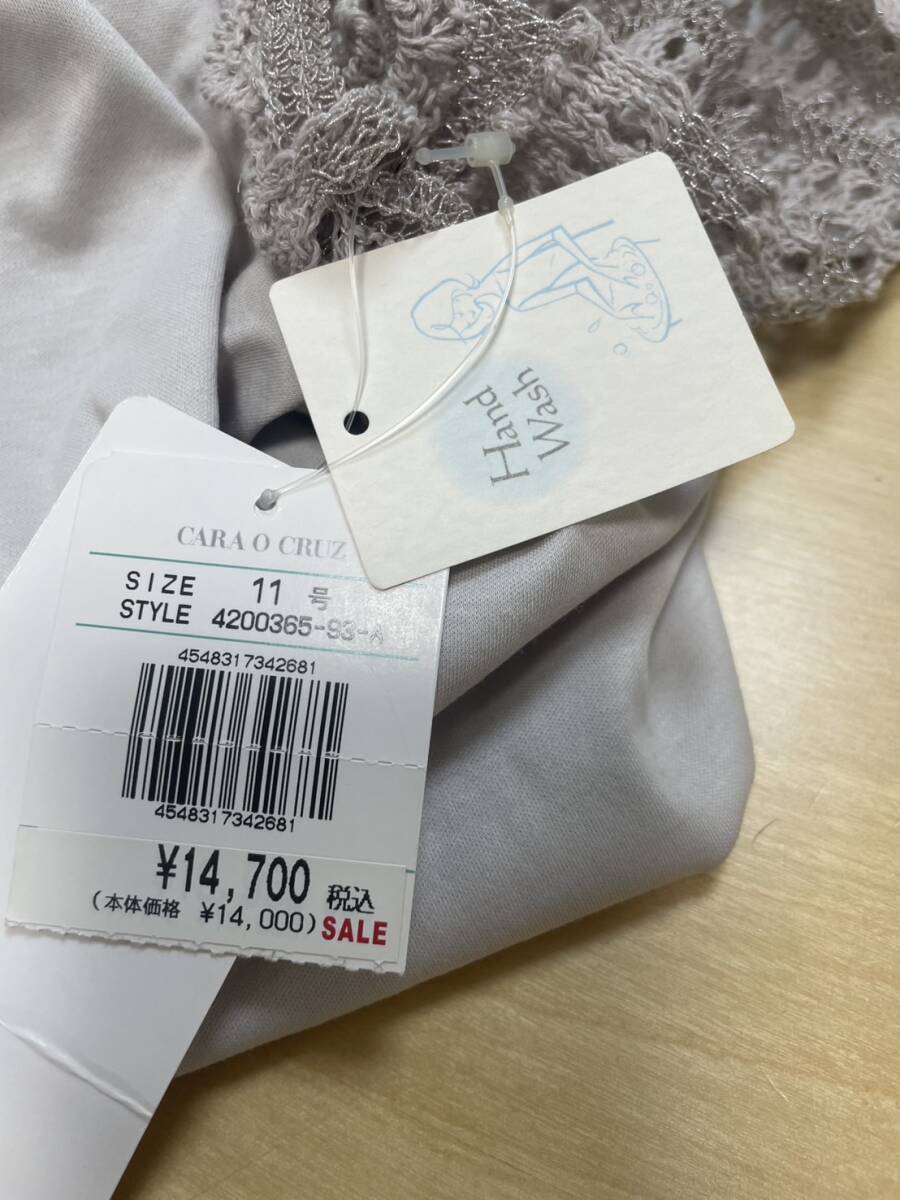 Hand
Wash
CARA O CRUZ
SIZE 11 号
STYLE 4200365-93-A
4548317342681
4548317342681
¥14,700 税込
(本体価格 ¥14,000) SALE